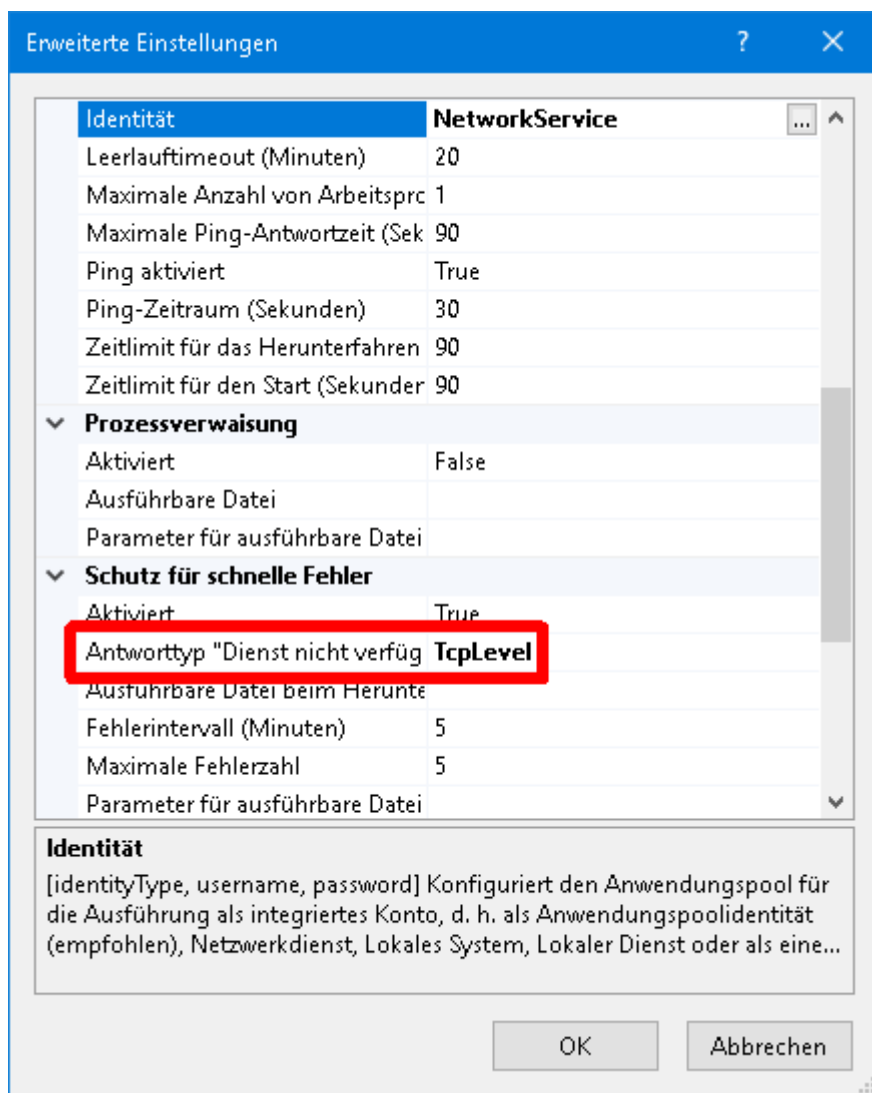 Erweiterte Einstellungen ? ×
Identität NetworkService ...
Leerlauftimeout (Minuten) 20
Maximale Anzahl von Arbeitsprc 1
Maximale Ping-Antwortzeit (Sek 90
Ping aktiviert True
Ping-Zeitraum (Sekunden) 30
Zeitlimit für das Herunterfahren 90
Zeitlimit für den Start (Sekunder 90
Prozessverwaisung
Aktiviert False
Ausführbare Datei
Parameter für ausführbare Datei
Schutz für schnelle Fehler
Aktiviert True
Antworttyp "Dienst nicht verfüg TcpLevel
Ausführbare Datei beim Herunte
Fehlerintervall (Minuten) 5
Maximale Fehlerzahl 5
Parameter für ausführbare Datei
Identität
[identityType, username, password] Konfiguriert den Anwendungspool für
die Ausführung als integriertes Konto, d. h. als Anwendungspoolidentität
(empfohlen), Netzwerkdienst, Lokales System, Lokaler Dienst oder als eine...
OK Abbrechen